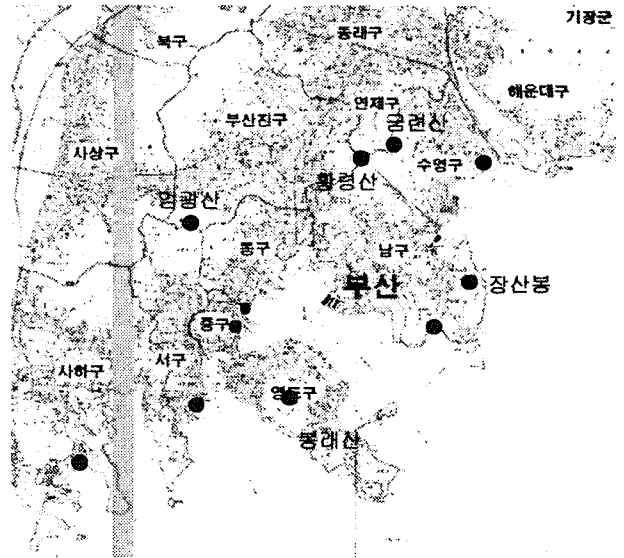 기장군
북구
동래구
해운대구
부산진구
연제구
금련산
사상구
황령산
수영구
엄광산
동구
남구
부산
장산봉
중구
서구
사하구
영도구
봉래산